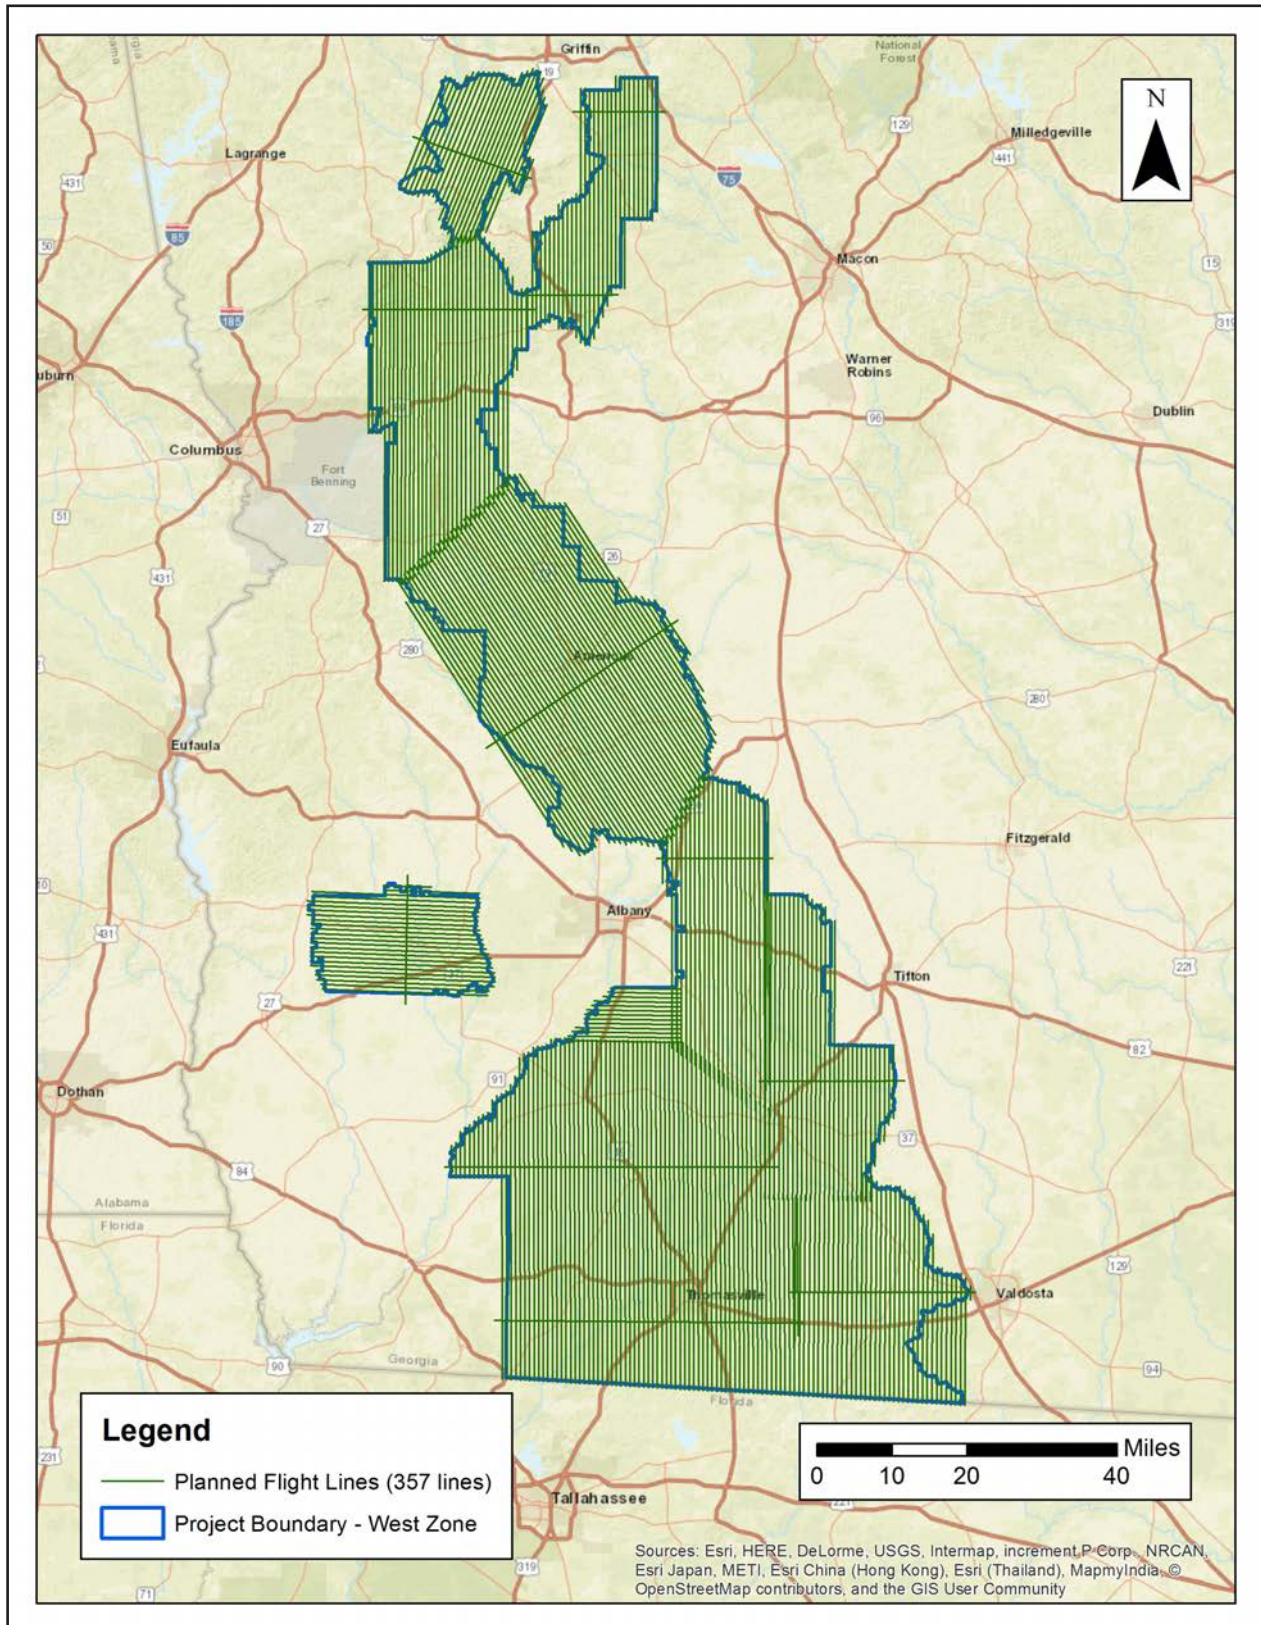 Griffin
National
Forest
19
N
129
Milledgeville
441
Lagrange
431
75
85
50
Macon
15
185
319
Warner
Robins
uburn
96
Dublin
Columbus
Fort
Benning
51
27
26
431
280
280
Eufaula
Fitzgerald
10
Albany
431
221
Tifton
27
82
91
Dothan
37
84
Alabama
Florida
129
Thomasville
Valdosta
Georgia
90
94
Florida
Legend
Planned Flight Lines (357 lines)
Project Boundary - West Zone
Miles
0 10 20 40
231
Tallahassee
221
319
71
Sources: Esri, HERE, DeLorme, USGS, Intermap, increment P Corp., NRCAN,
Esri Japan, METI, Esri China (Hong Kong), Esri (Thailand), MapmyIndia, ©
OpenStreetMap contributors, and the GIS User Community